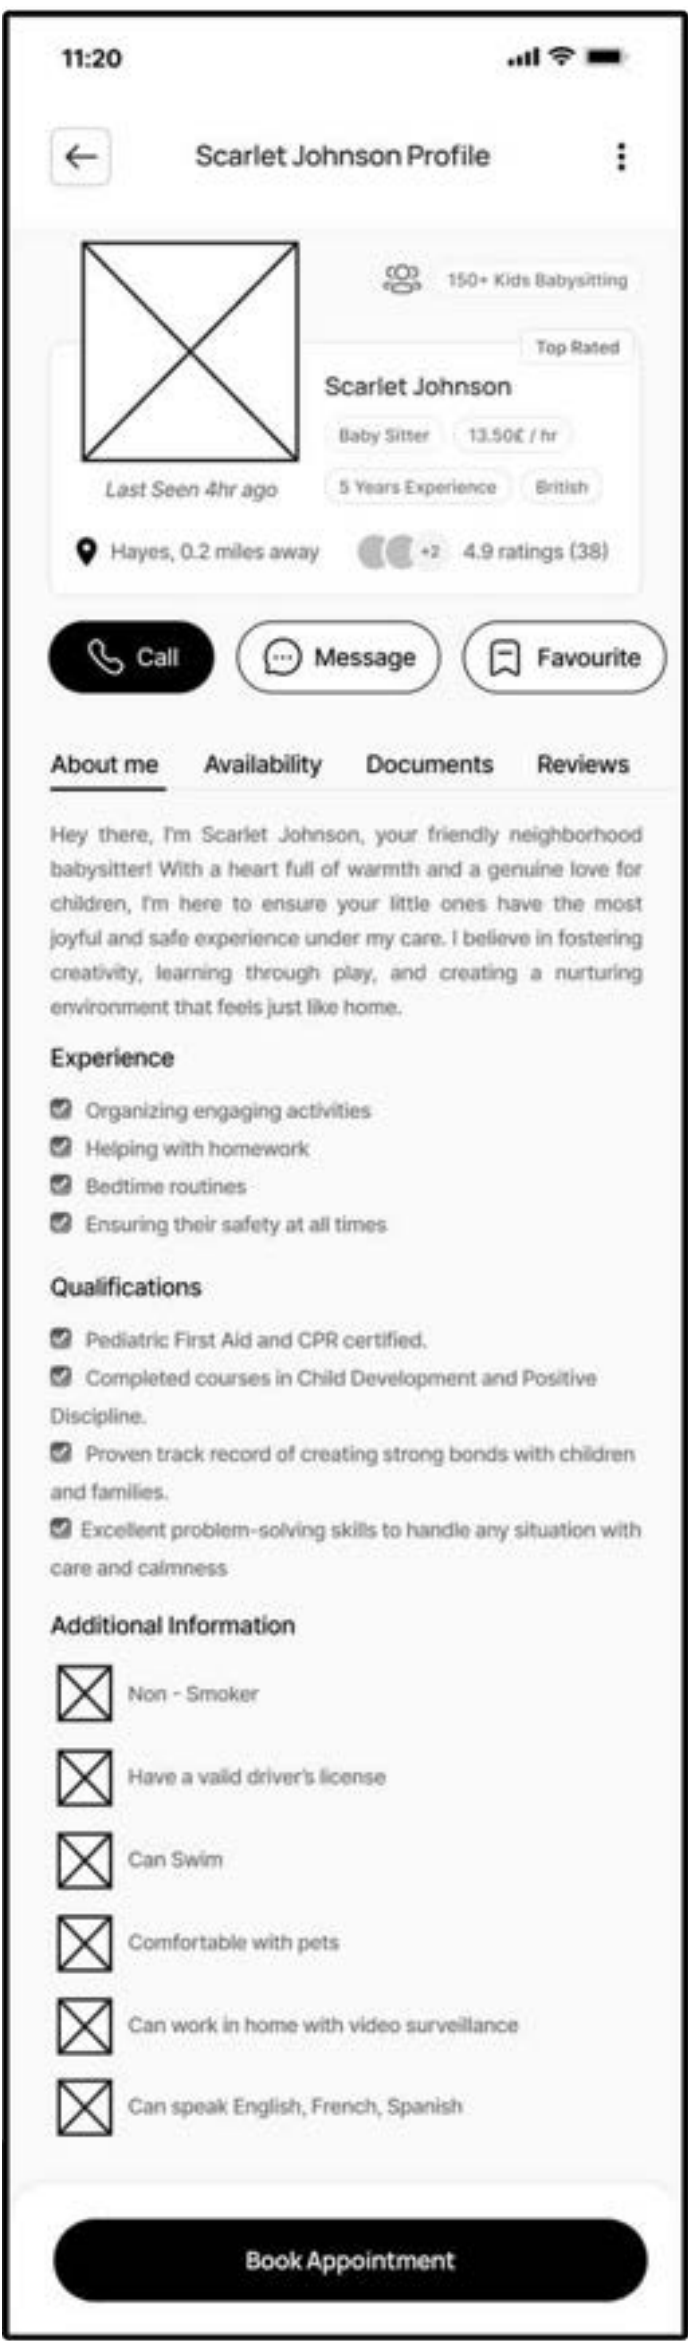 11:20
Scarlet Johnson Profile
150+ Kids Babysitting
Top Rated
Scarlet Johnson
Baby Sitter
13.50£ / hr
Last Seen 4hr ago
5 Years Experience
British
Hayes, 0.2 miles away
+2
4.9 ratings (38)
Call
Message
Favourite
About me
Availability
Documents
Reviews
Hey there, I'm Scarlet Johnson, your friendly neighborhood
babysitter! With a heart full of warmth and a genuine love for
children, I'm here to ensure your little ones have the most
joyful and safe experience under my care. I believe in fostering
creativity, learning through play, and creating a nurturing
environment that feels just like home.
Experience
Organizing engaging activities
Helping with homework
Bedtime routines
Ensuring their safety at all times
Qualifications
Pediatric First Aid and CPR certified.
Completed courses in Child Development and Positive
Discipline.
Proven track record of creating strong bonds with children
and families.
Excellent problem-solving skills to handle any situation with
care and calmness
Additional Information
Non - Smoker
Have a valid driver's license
Can Swim
Comfortable with pets
Can work in home with video surveillance
Can speak English, French, Spanish
Book Appointment